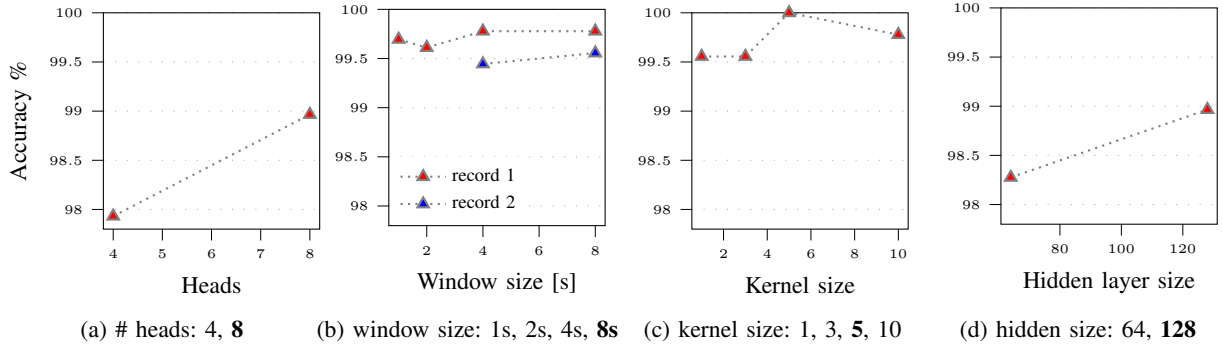 Accuracy %
100
99.5
99
98.5
98
4 5 6 7 8
Heads
(a) # heads: 4, 8
100
99.5
99
98.5
98
record 1
record 2
2 4 6 8
Window size [s]
(b) window size: 1s, 2s, 4s, 8s
100
99.5
99
98.5
98
2 4 6 8 10
Kernel size
(c) kernel size: 1, 3, 5, 10
100
99.5
99
98.5
98
80 100 120
Hidden layer size
(d) hidden size: 64, 128